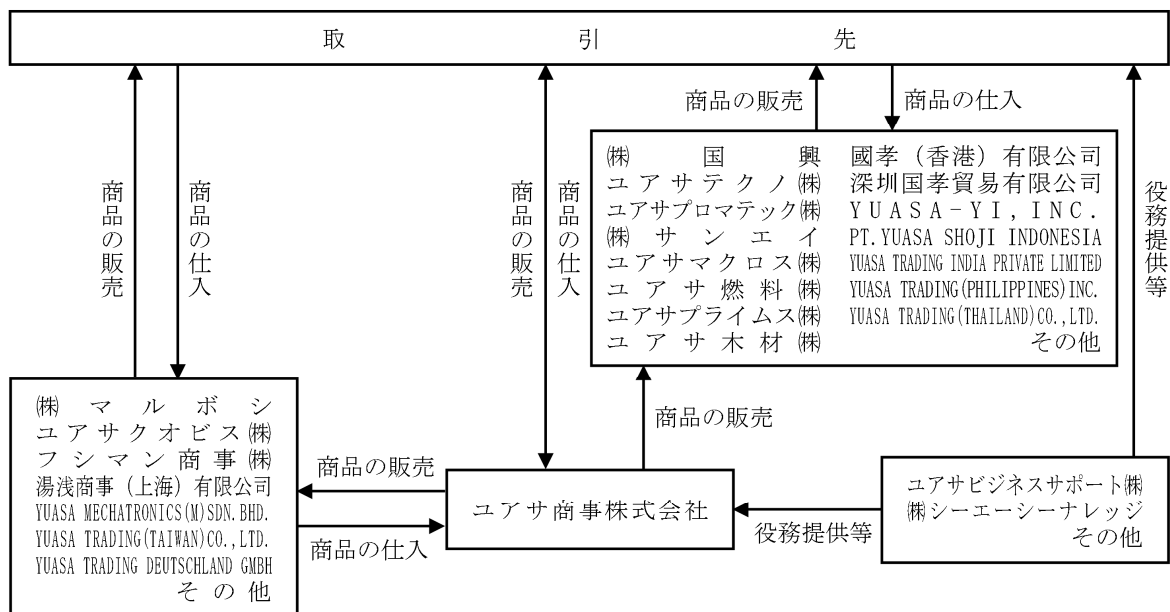 取引先
商品の販売
商品の仕入
商品の販売
商品の仕入
商品の販売
商品の仕入
役務提供等
㈱国興 國孝（香港）有限公司
ユアサテクノ㈱ 深圳国孝貿易有限公司
ユアサプロマテック㈱ YUASA-YI, INC.
㈱サンエイ PT.YUASA SHOJI INDONESIA
ユアサマクロス㈱ YUASA TRADING INDIA PRIVATE LIMITED
ユアサ燃料㈱ YUASA TRADING(PHILIPPINES)INC.
ユアサプライムス㈱ YUASA TRADING(THAILAND)CO.,LTD.
ユアサ木材㈱ その他
㈱マルボシ
ユアサクオビス㈱
フシマン商事㈱
湯浅商事（上海）有限公司
YUASA MECHATRONICS(M)SDN.BHD.
YUASA TRADING(TAIWAN)CO.,LTD.
YUASA TRADING DEUTSCHLAND GMBH
その他
商品の販売
商品の仕入
商品の販売
ユアサ商事株式会社
役務提供等
ユアサビジネスサポート㈱
㈱シーエーシーナレッジ
その他